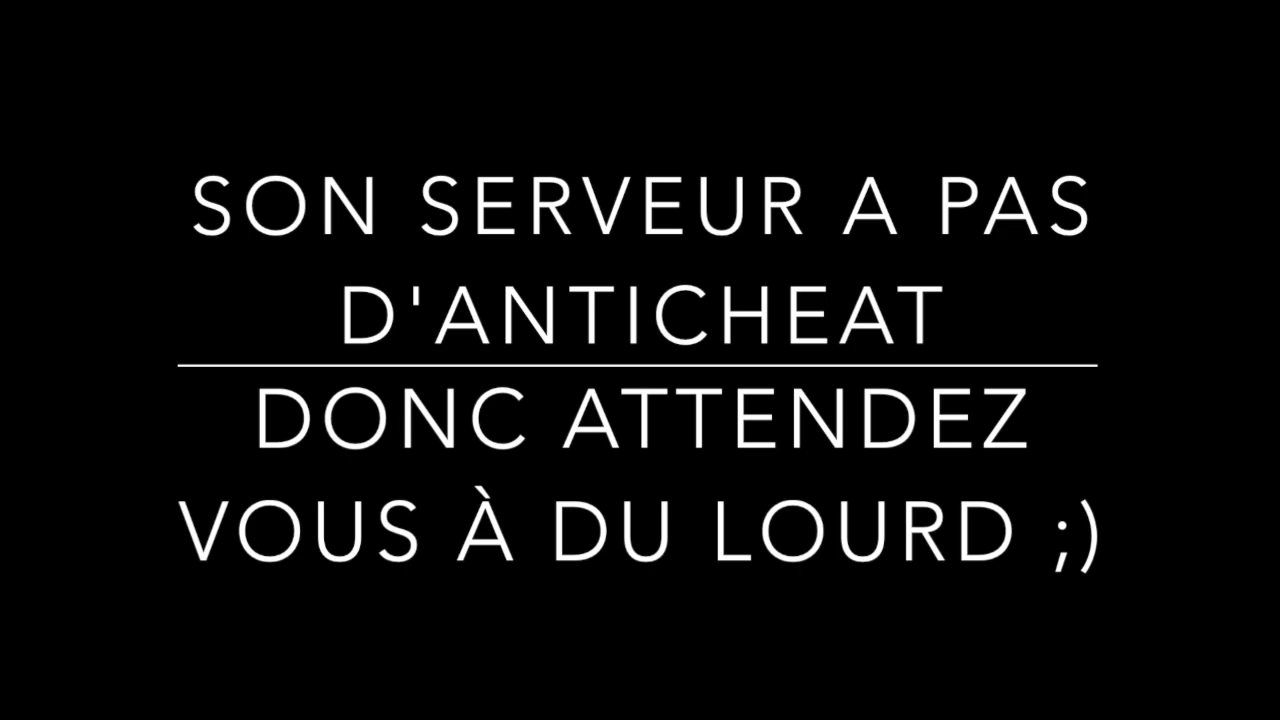 SON SERVEUR A PAS
D'ANTICHEAT
DONC ATTENDEZ
VOUS À DU LOURD ;)